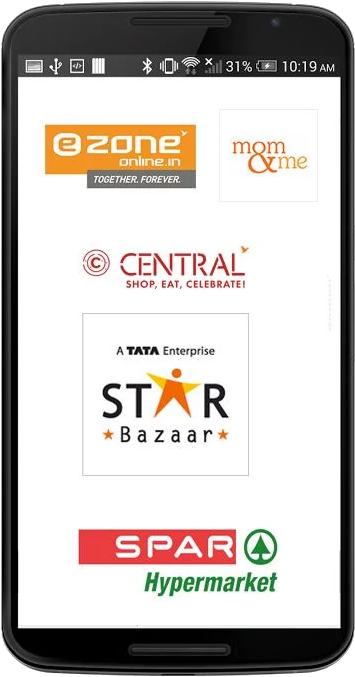 31% 10:19 AM
ezone
online.in
TOGETHER. FOREVER.
mom
&me
© CENTRAL
SHOP, EAT, CELEBRATE!
A TATA Enterprise
STAR
Bazaar
SPAR
Hypermarket